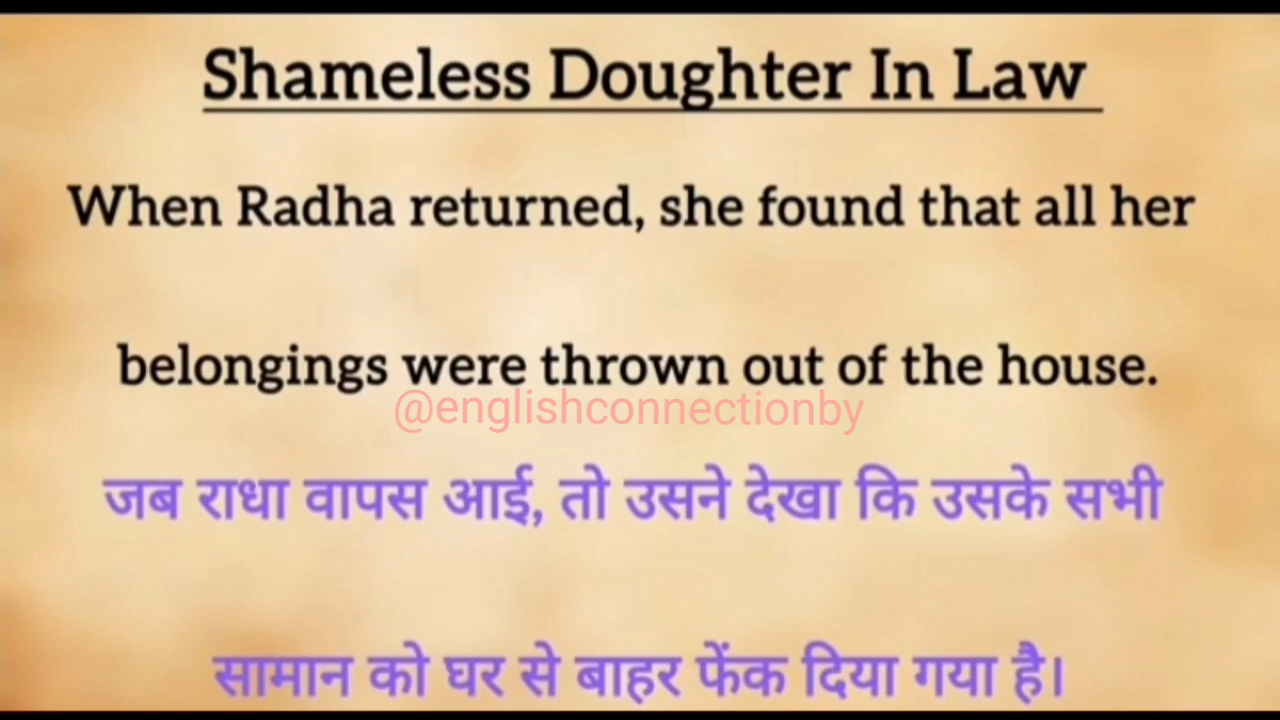 Shameless Doughter In Law
When Radha returned, she found that all her
belongings were thrown out of the house.
@englishconnectionby
जब राधा वापस आई, तो उसने देखा कि उसके सभी
सामान को घर से बाहर फेंक दिया गया है।